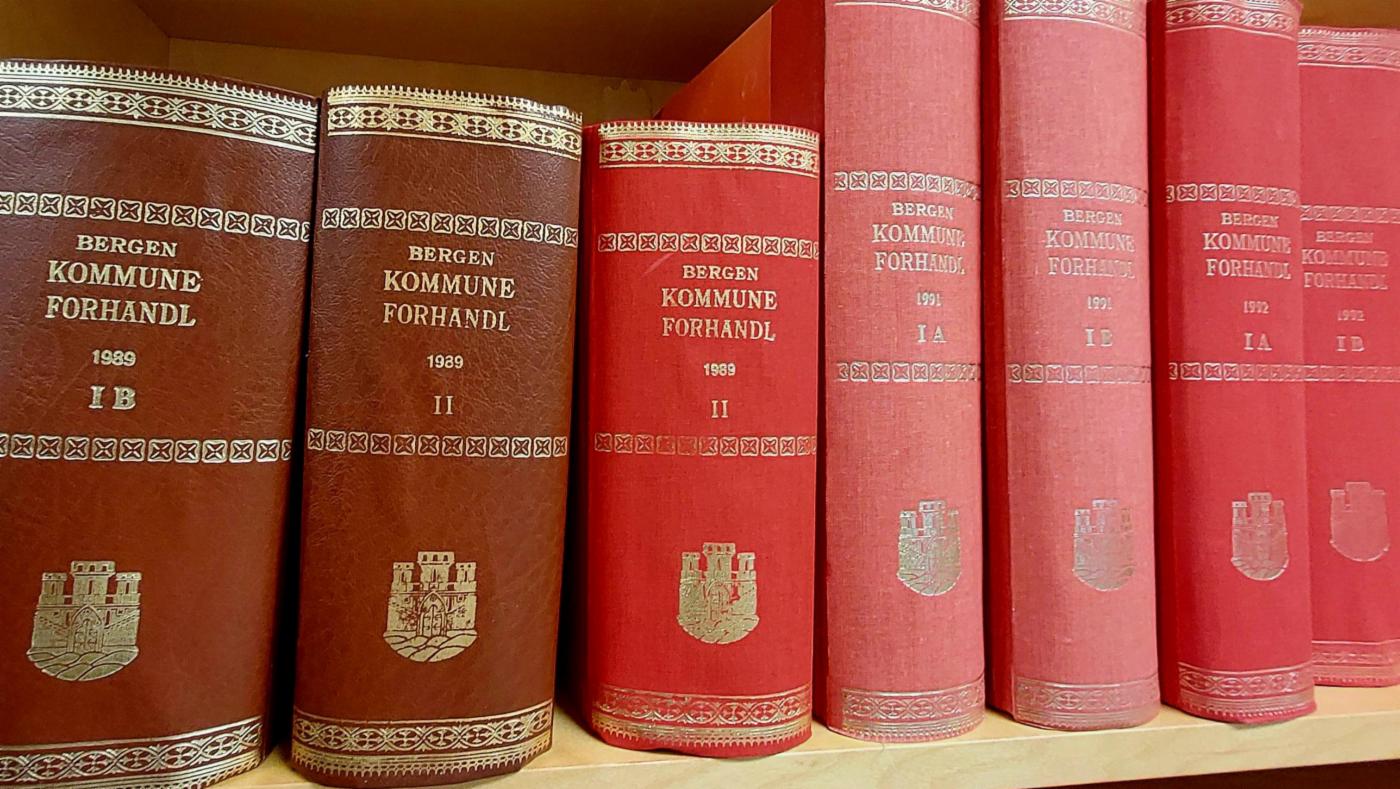 BERGEN
KOMMUNE
FORHANDL
1989
I B
BERGEN
KOMMUNE
FORHANDL
1989
II
BERGEN
KOMMUNE
FORHANDL
1989
II
BERGEN
KOMMUNE
FORHANDL
1991
I A
BERGEN
KOMMUNE
FORHANDL
1991
I B
BERGEN
KOMMUNE
FORHANDL
1992
I A
BERGEN
KOMMUNE
FORHANDL
1992
I B